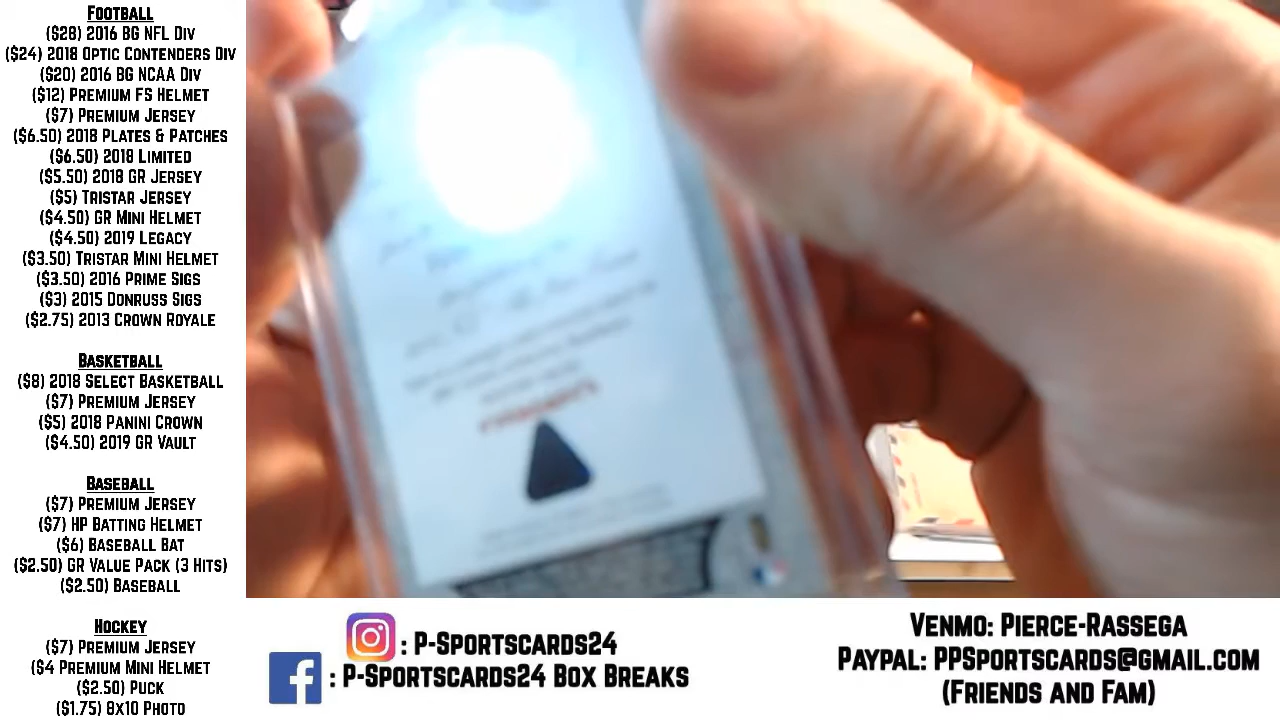 Football
($28) 2016 BG NFL Div
($24) 2018 Optic Contenders Div
($20) 2016 BG NCAA Div
($12) Premium FS Helmet
($7) Premium Jersey
($6.50) 2018 Plates & Patches
($6.50) 2018 Limited
($5.50) 2018 GR Jersey
($5) Tristar Jersey
($4.50) GR Mini Helmet
($4.50) 2019 Legacy
($3.50) Tristar Mini Helmet
($3.50) 2016 Prime Sigs
($3) 2015 Donruss Sigs
($2.75) 2013 Crown Royale
Basketball
($8) 2018 Select Basketball
($7) Premium Jersey
($5) 2018 Panini Crown
($4.50) 2019 GR Vault
Baseball
($7) Premium Jersey
($7) HP Batting Helmet
($6) Baseball Bat
($2.50) GR Value Pack (3 Hits)
($2.50) Baseball
Hockey
($7) Premium Jersey
($4 Premium Mini Helmet
($2.50) Puck
($1.75) 8x10 Photo
: P-Sportscards24
: P-Sportscards24 Box Breaks
Venmo: Pierce-Rassega
Paypal: PPSportscards@gmail.com
(Friends and Fam)